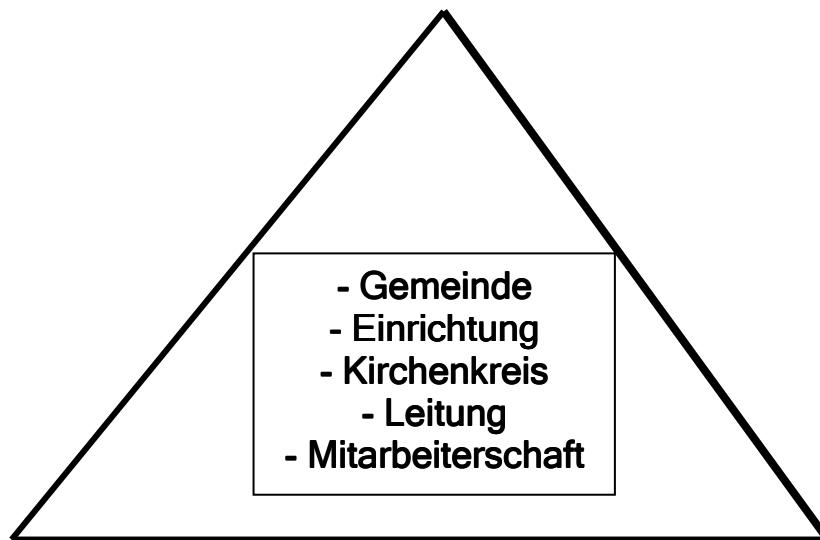 - Gemeinde
- Einrichtung
- Kirchenkreis
- Leitung
- Mitarbeiterschaft